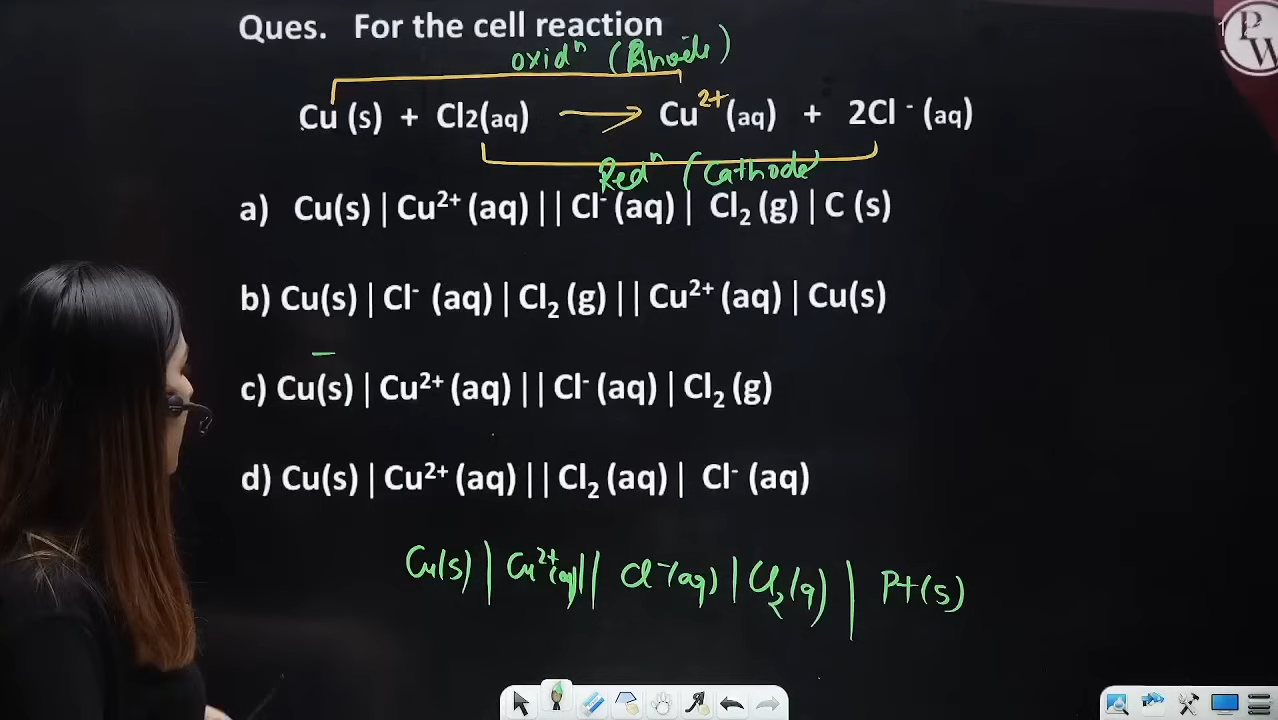 Ques. For the cell reaction
oxidⁿ (Anode)
Cu (s) + Cl2(aq) → Cu²⁺ (aq) + 2Cl ⁻ (aq)
Redⁿ (Cathode
a) Cu(s) | Cu²⁺ (aq) | | Cl⁻ (aq) | Cl₂ (g) | C (s)
b) Cu(s) | Cl⁻ (aq) | Cl₂ (g) | | Cu²⁺ (aq) | Cu(s)
c) Cu(s) | Cu²⁺ (aq) | | Cl⁻ (aq) | Cl₂ (g)
d) Cu(s) | Cu²⁺ (aq) | | Cl₂ (aq) | Cl⁻ (aq)
Cu(s) | Cu²⁺(aq) || Cl⁻(aq) | Cl₂(g) | Pt(s)
PW